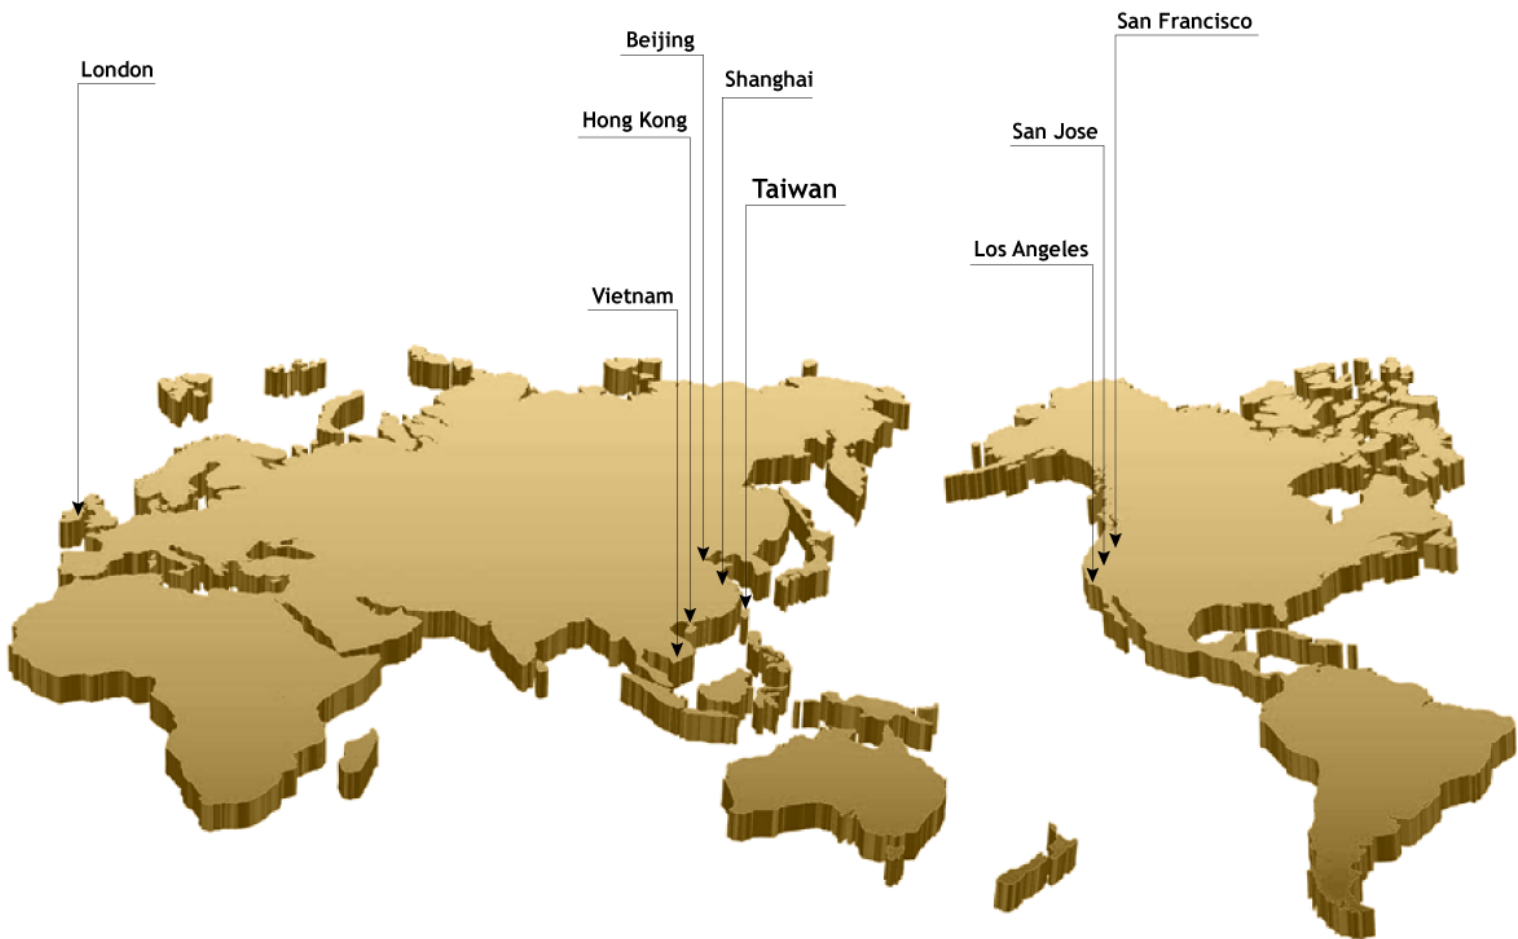 San Francisco
Beijing
London
Shanghai
Hong Kong
San Jose
Taiwan
Los Angeles
Vietnam